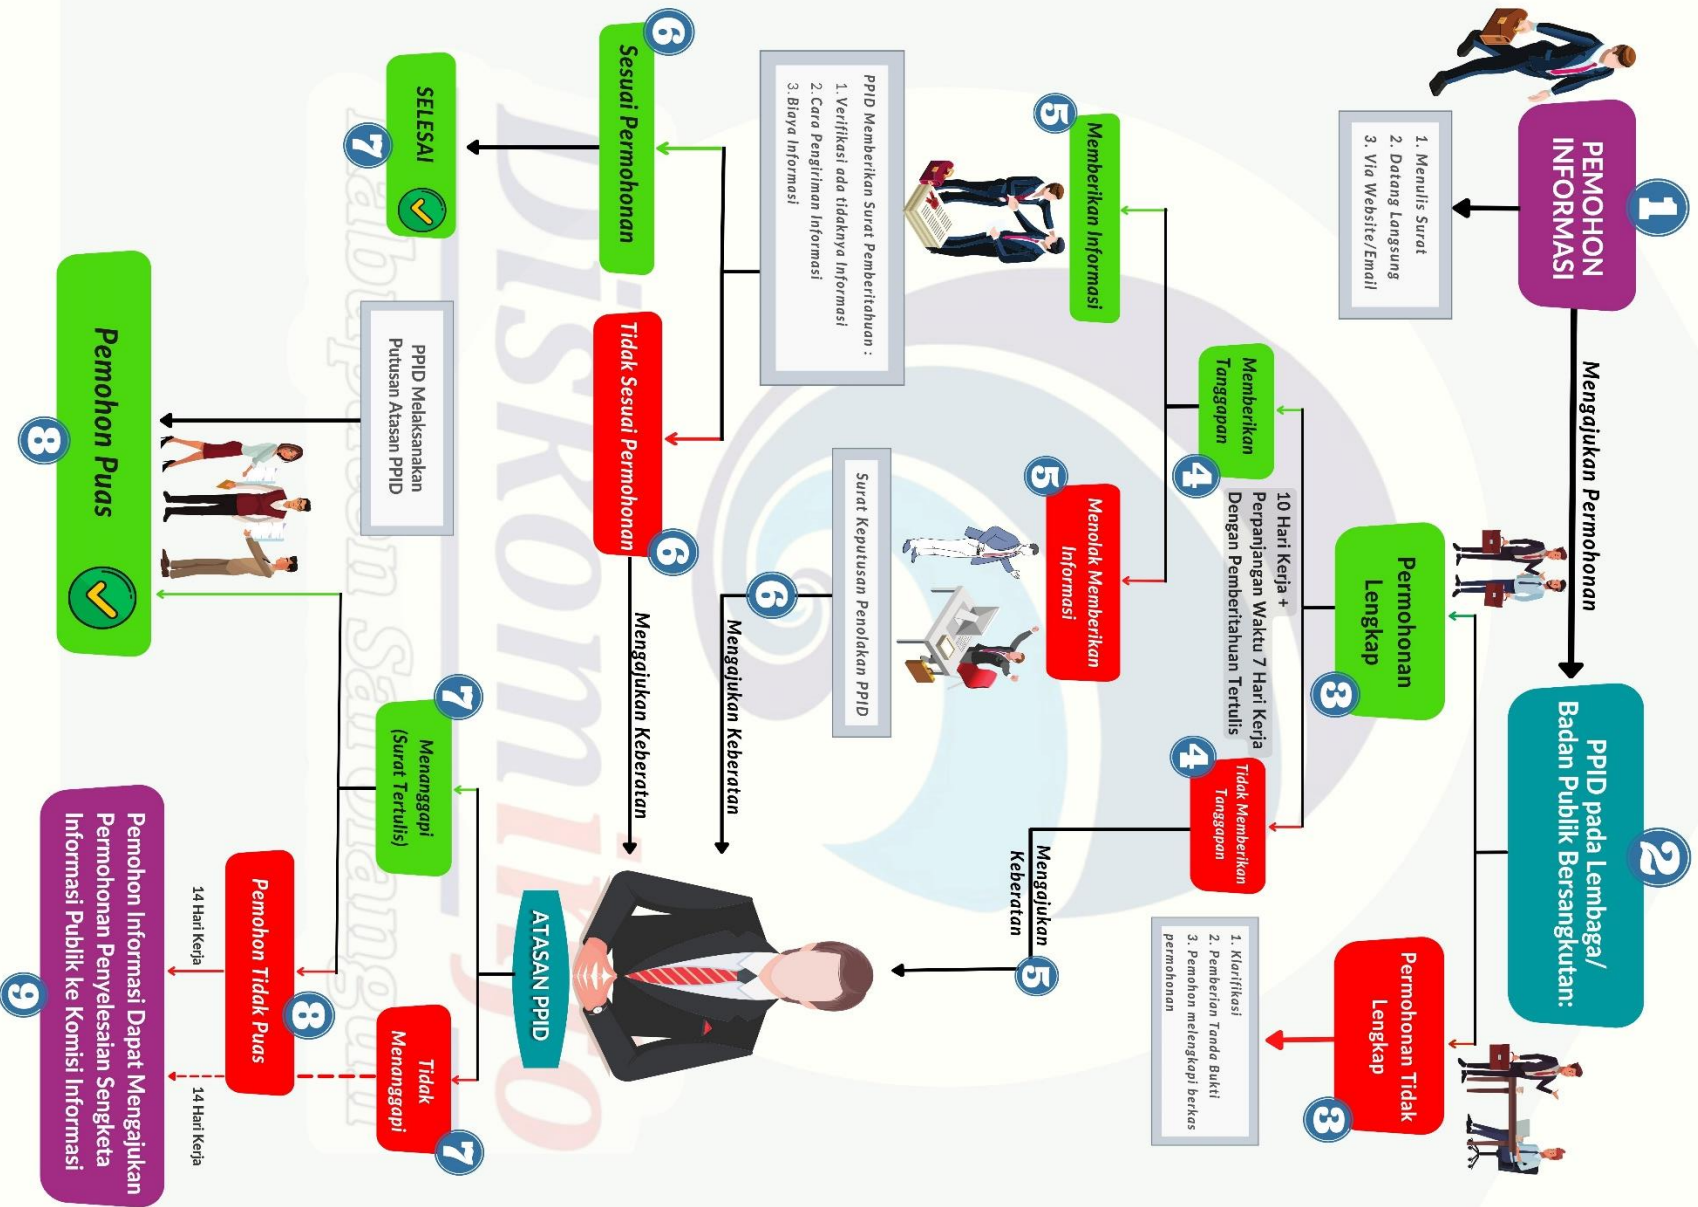 1
PEMOHON
INFORMASI
1. Menulis Surat
2. Datang Langsung
3. Via Website/Email
Mengajukan Permohonan
2
PPID pada Lembaga/
Badan Publik Bersangkutan:
Permohonan
Lengkap
3
Permohonan Tidak
Lengkap
3
1. Klarifikasi
2. Pemberian Tanda Bukti
3. Pemohon melengkapi berkas
permohonan
Memberikan
Tanggapan
4
10 Hari Kerja +
Perpanjangan Waktu 7 Hari Kerja
Dengan Pemberitahuan Tertulis
4
Tidak Memberikan
Tanggapan
5
Memberikan Informasi
5
Menolak Memberikan
Informasi
Mengajukan
Keberatan
5
PPID Memberikan Surat Pemberitahuan :
1. Verifikasi ada tidaknya Informasi
2. Cara Pengiriman Informasi
3. Biaya Informasi
Surat Keputusan Penolakan PPID
6
Mengajukan Keberatan
6
Sesuai Permohonan
Tidak Sesuai Permohonan
6
Mengajukan Keberatan
ATASAN PPID
SELESAI
7
PPID Melaksanakan
Putusan Atasan PPID
7
Menanggapi
(Surat Tertulis)
Tidak
Menanggapi
7
Pemohon Puas
8
Pemohon Tidak Puas
8
14 Hari Kerja
14 Hari Kerja
Pemohon Informasi Dapat Mengajukan
Permohonan Penyelesaian Sengketa
Informasi Publik ke Komisi Informasi
9
Diskominfo
Kabupaten Sarolangun